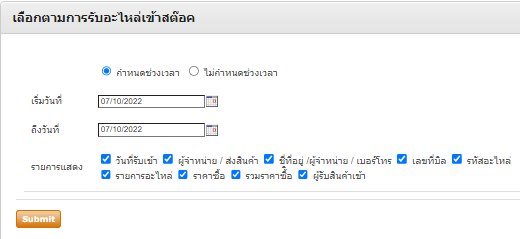 เลือกตามการรับอะไหล่เข้าสต๊อค
กำหนดช่วงเวลา ไม่กำหนดช่วงเวลา
เริ่มวันที่ 07/10/2022
ถึงวันที่ 07/10/2022
รายการแสดง วันที่รับเข้า ผู้จำหน่าย / ส่งสินค้า ชื่ที่อยู่ /ผู้จำหน่าย / เบอร์โทร เลขที่บิล รหัสอะไหล่
รายการอะไหล่ ราคาซื้อ รวมราคาซื้อ ผู้รับสินค้าเข้า
Submit